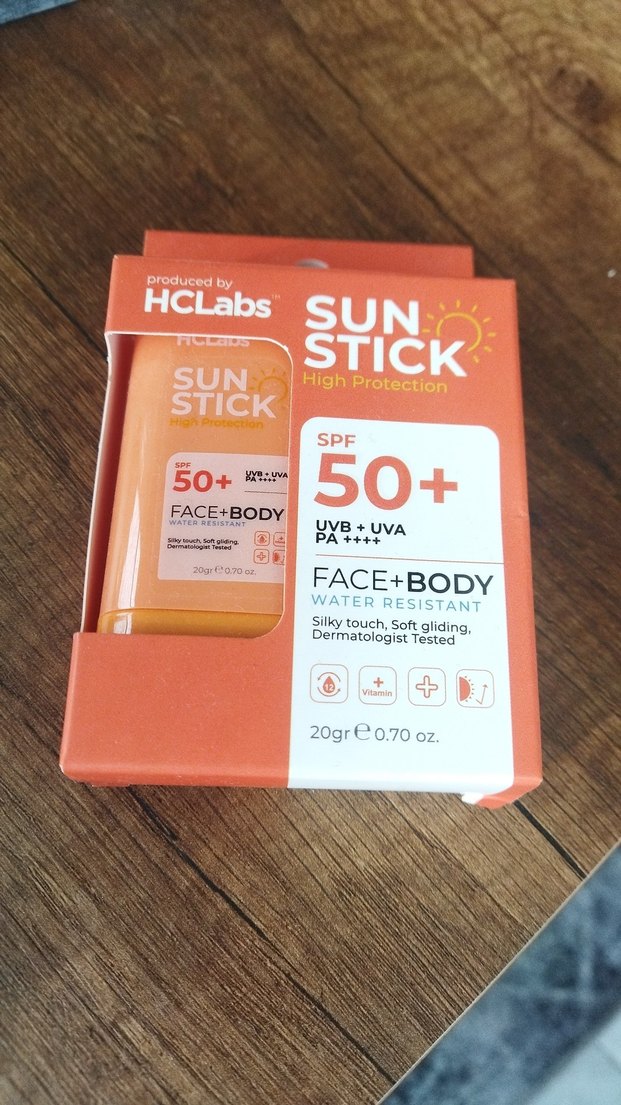 produced by
HCLabs™
SUN
STICK
High Protection
SPF
50+
UVB + UVA
PA ++++
FACE+BODY
WATER RESISTANT
Silky touch, Soft gliding,
Dermatologist Tested
12
+
Vitamin
20gr ℮ 0.70 oz.
HCLabs
SUN
STICK
High Protection
SPF
50+
UVB + UVA
PA ++++
FACE+BODY
WATER RESISTANT
Silky touch, Soft gliding,
Dermatologist Tested
20gr ℮ 0.70 oz.